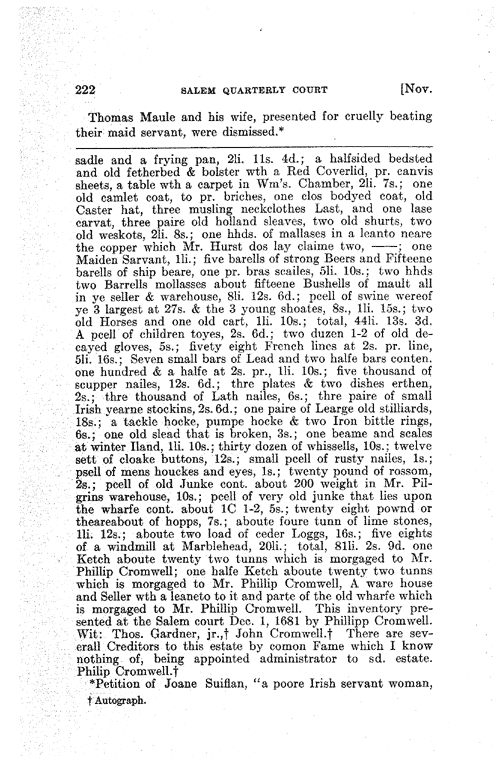 222 SALEM QUARTERLY COURT [Nov.
Thomas Maule and his wife, presented for cruelly beating
their maid servant, were dismissed.*
sadle and a frying pan, 2li. 11s. 4d.; a halfsided bedsted
and old fetherbed & bolster wth a Red Coverlid, pr. canvis
sheets, a table wth a carpet in Wm's. Chamber, 2li. 7s.; one
old camlet coat, to pr. briches, one clos bodyed coat, old
Caster hat, three musling neckclothes Last, and one lase
carvat, three paire old holland sleaves, two old shurts, two
old weskots, 2li. 8s.; one hhds. of mallases in a leanto neare
the copper which Mr. Hurst dos lay claime two, ——; one
Maiden Sarvant, 1li.; five barells of strong Beers and Fifteene
barells of ship beare, one pr. bras scailes, 5li. 10s.; two hhds
two Barrells mollasses about fifteene Bushells of mault all
in ye seller & warehouse, 8li. 12s. 6d.; pcell of swine wereof
ye 3 largest at 27s. & the 3 young shoates, 8s., 1li. 15s.; two
old Horses and one old cart, 1li. 10s.; total, 44li. 13s. 3d.
A pcell of children toyes, 2s. 6d.; two duzen 1-2 of old de-
cayed gloves, 5s.; fivety eight French lines at 2s. pr. line,
5li. 16s.; Seven small bars of Lead and two halfe bars conten.
one hundred & a halfe at 2s. pr., 1li. 10s.; five thousand of
scupper nailes, 12s. 6d.; thre plates & two dishes erthen,
2s.; thre thousand of Lath nailes, 6s.; thre paire of small
Irish yearne stockins, 2s. 6d.; one paire of Learge old stilliards,
18s.; a tackle hocke, pumpe hocke & two Iron bittle rings,
6s.; one old slead that is broken, 3s.; one beame and scales
at winter Iland, 1li. 10s.; thirty dozen of whissells, 10s.; twelve
sett of cloake buttons, 12s.; small pcell of rusty nailes, 1s.;
psell of mens houckes and eyes, 1s.; twenty pound of rossom,
2s.; pcell of old Junke cont. about 200 weight in Mr. Pil-
grins warehouse, 10s.; pcell of very old junke that lies upon
the wharfe cont. about 1C 1-2, 5s.; twenty eight pownd or
theareabout of hopps, 7s.; aboute foure tunn of lime stones,
1li. 12s.; aboute two load of ceder Loggs, 16s.; five eights
of a windmill at Marblehead, 20li.; total, 81li. 2s. 9d. one
Ketch aboute twenty two tunns which is morgaged to Mr.
Phillip Cromwell; one halfe Ketch aboute twenty two tunns
which is morgaged to Mr. Phillip Cromwell, A ware house
and Seller wth a leaneto to it and parte of the old wharfe which
is morgaged to Mr. Phillip Cromwell. This inventory pre-
sented at the Salem court Dec. 1, 1681 by Phillipp Cromwell.
Wit: Thos. Gardner, jr.,† John Cromwell.† There are sev-
erall Creditors to this estate by comon Fame which I know
nothing of, being appointed administrator to sd. estate.
Philip Cromwell.†
*Petition of Joane Suiflan, "a poore Irish servant woman,
† Autograph.